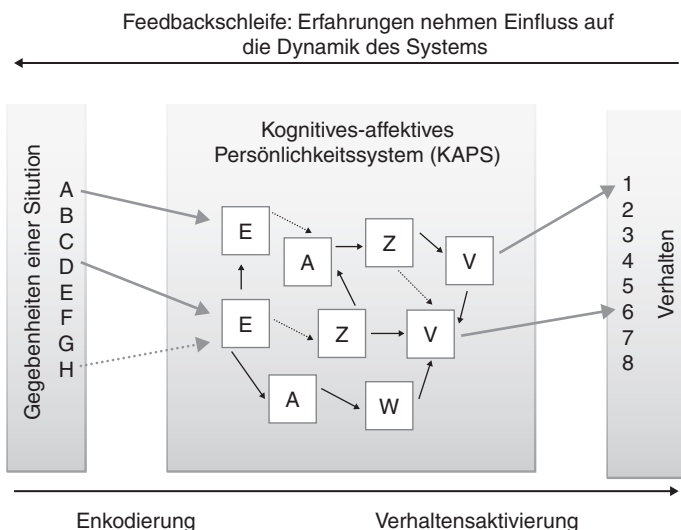 Feedbackschleife: Erfahrungen nehmen Einfluss auf
die Dynamik des Systems
Gegebenheiten einer Sitution
A
B
C
D
E
F
G
H
Kognitives-affektives
Persönlichkeitssystem (KAPS)
E
A
Z
V
E
Z
V
A
W
1
2
3
4
5
6
7
8
Verhalten
Enkodierung
Verhaltensaktivierung